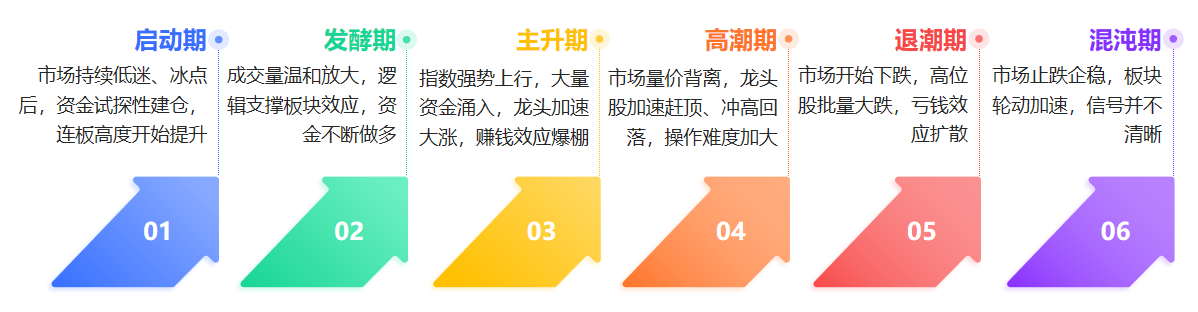 启动期
市场持续低迷、冰点
后，资金试探性建仓，
连板高度开始提升
01
发酵期
成交量温和放大，逻
辑支撑板块效应，资
金不断做多
02
主升期
指数强势上行，大量
资金涌入，龙头加速
大涨，赚钱效应爆棚
03
高潮期
市场量价背离，龙头
股加速赶顶、冲高回
落，操作难度加大
04
退潮期
市场开始下跌，高位
股批量大跌，亏钱效
应扩散
05
混沌期
市场止跌企稳，板块
轮动加速，信号并不
清晰
06